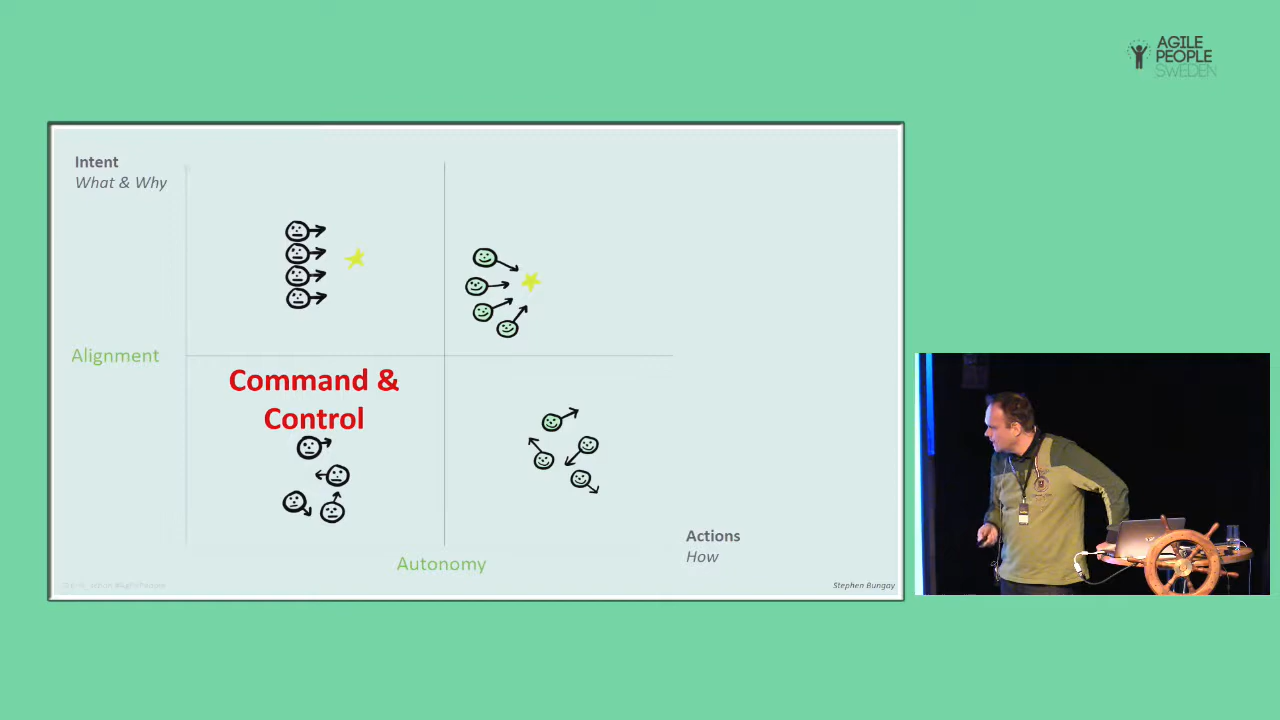 AGILE
PEOPLE
SWEDEN
Intent
What & Why
Alignment
Command &
Control
Actions
How
Autonomy
Stephen Bungay